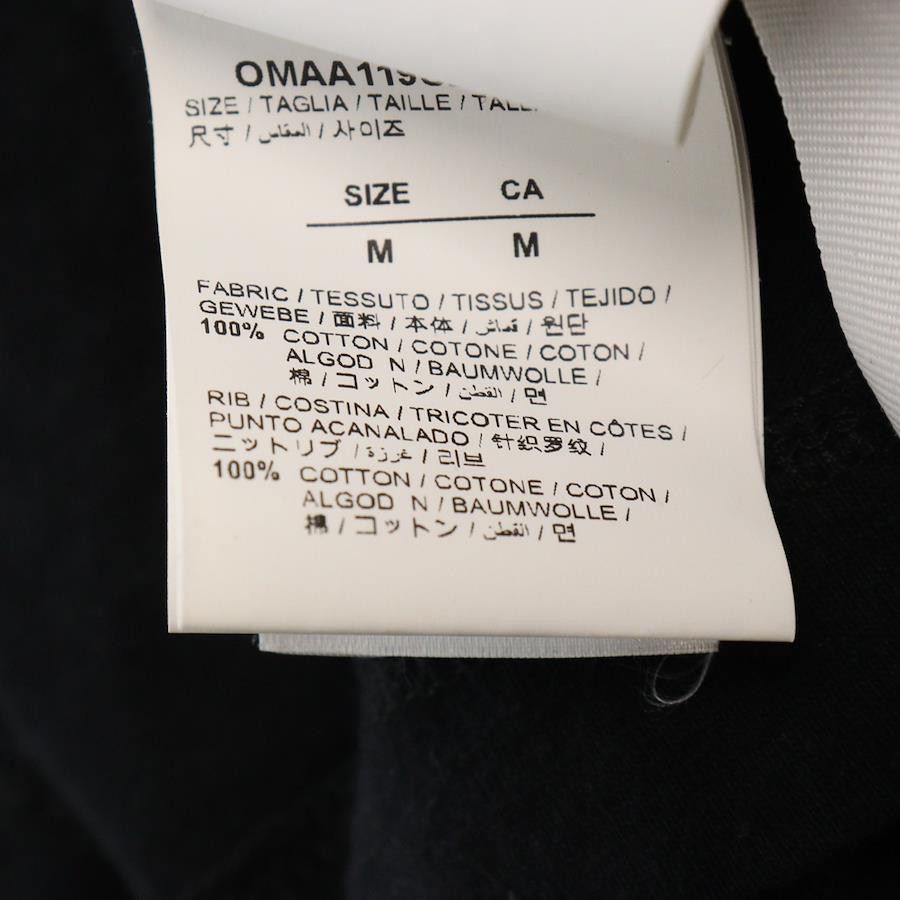 OMAA119
SIZE / TAGLIA / TAILLE /
尺寸 / المقاس / 사이즈
SIZE CA
M M
FABRIC / TESSUTO / TISSUS / TEJIDO /
GEWEBE / 面料 / 本体 / قماش / 원단
100% COTTON / COTONE / COTON /
ALGOD N / BAUMWOLLE /
棉 / コットン / القطن / 면
RIB / COSTINA / TRICOTER EN CÔTES /
PUNTO ACANALADO / 针织罗纹 /
ニットリブ / غرزة / 리브
100% COTTON / COTONE / COTON /
ALGOD N / BAUMWOLLE /
棉 / コットン / القطن / 면